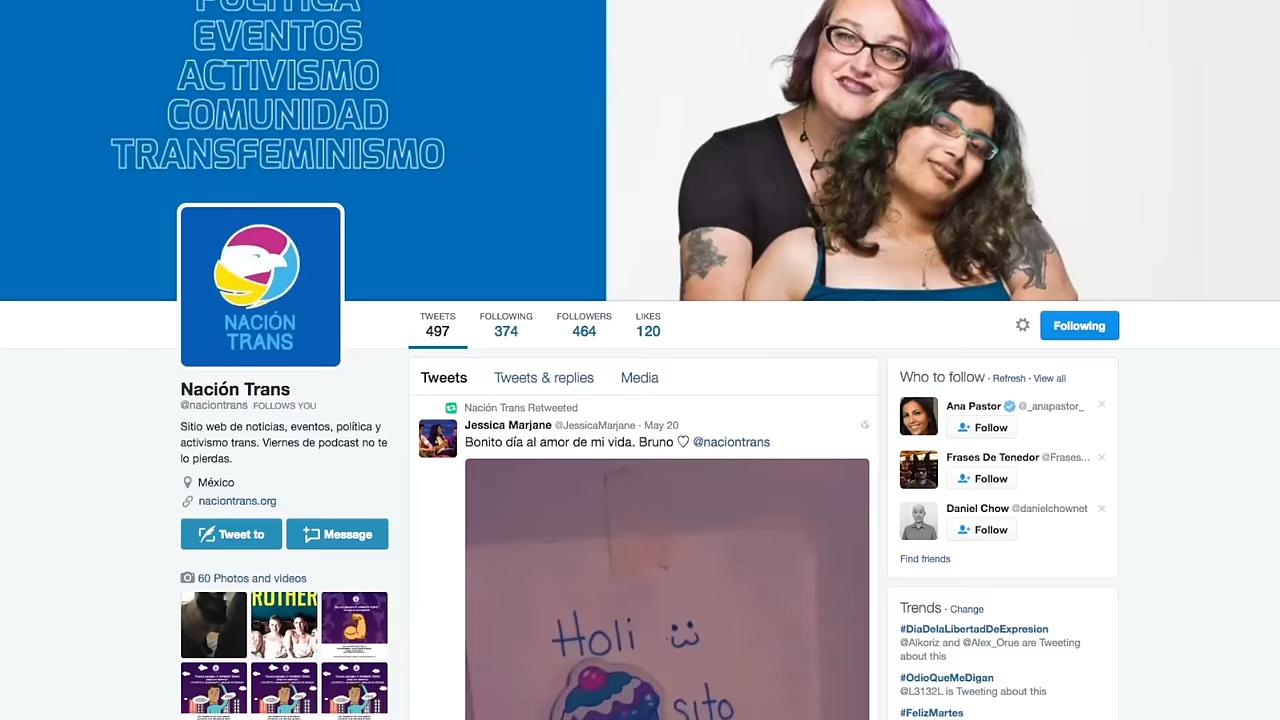 POLÍTICA
EVENTOS
ACTIVISMO
COMUNIDAD
TRANSFEMINISMO
NACIÓN
TRANS
TWEETS
497
FOLLOWING
374
FOLLOWERS
464
LIKES
120
Following
Nación Trans
@naciontrans FOLLOWS YOU
Sitio web de noticias, eventos, política y
activismo trans. Viernes de podcast no te
lo pierdas.
México
naciontrans.org
Tweet to
Message
60 Photos and videos
Tweets
Tweets & replies
Media
Nación Trans Retweeted
Jessica Marjane @JessicaMarjane · May 20
Bonito día al amor de mi vida. Bruno ♡ @naciontrans
Holi
sito
Who to follow · Refresh · View all
Ana Pastor @_anapastor_
Follow
Frases De Tenedor @Frases...
Follow
Daniel Chow @danielchownet
Follow
Find friends
Trends · Change
#DiaDelaLibertadDeExpresion
@Alkoriz and @Alex_Orue are Tweeting
about this
#OdioQueMeDigan
@L3132L is Tweeting about this
#FelizMartes